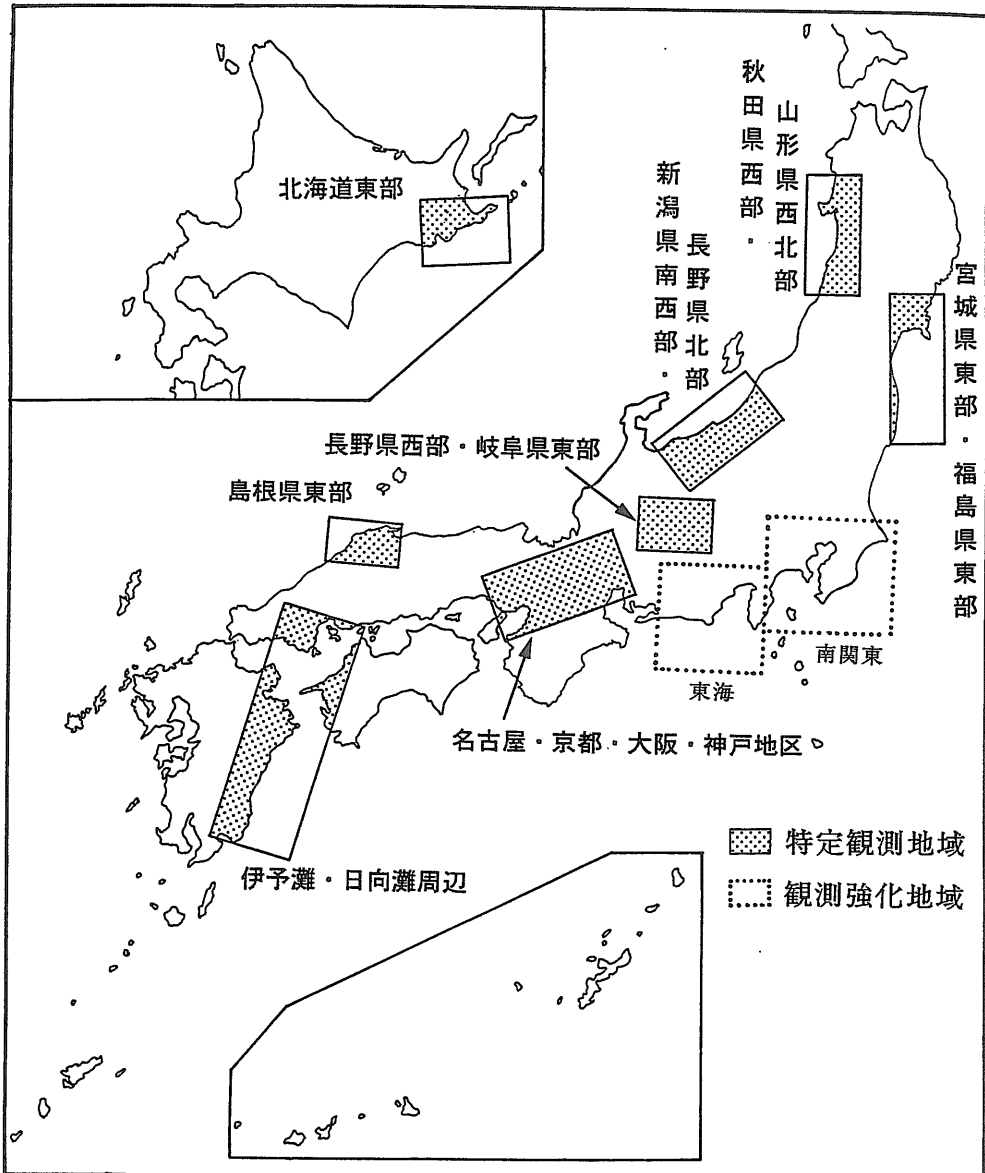 北海道東部
秋田県西部・
山形県西北部
新潟県南西部・
長野県北部
宮城県東部・福島県東部
長野県西部・岐阜県東部
島根県東部
南関東
東海
名古屋・京都・大阪・神戸地区
伊予灘・日向灘周辺
特定観測地域
観測強化地域